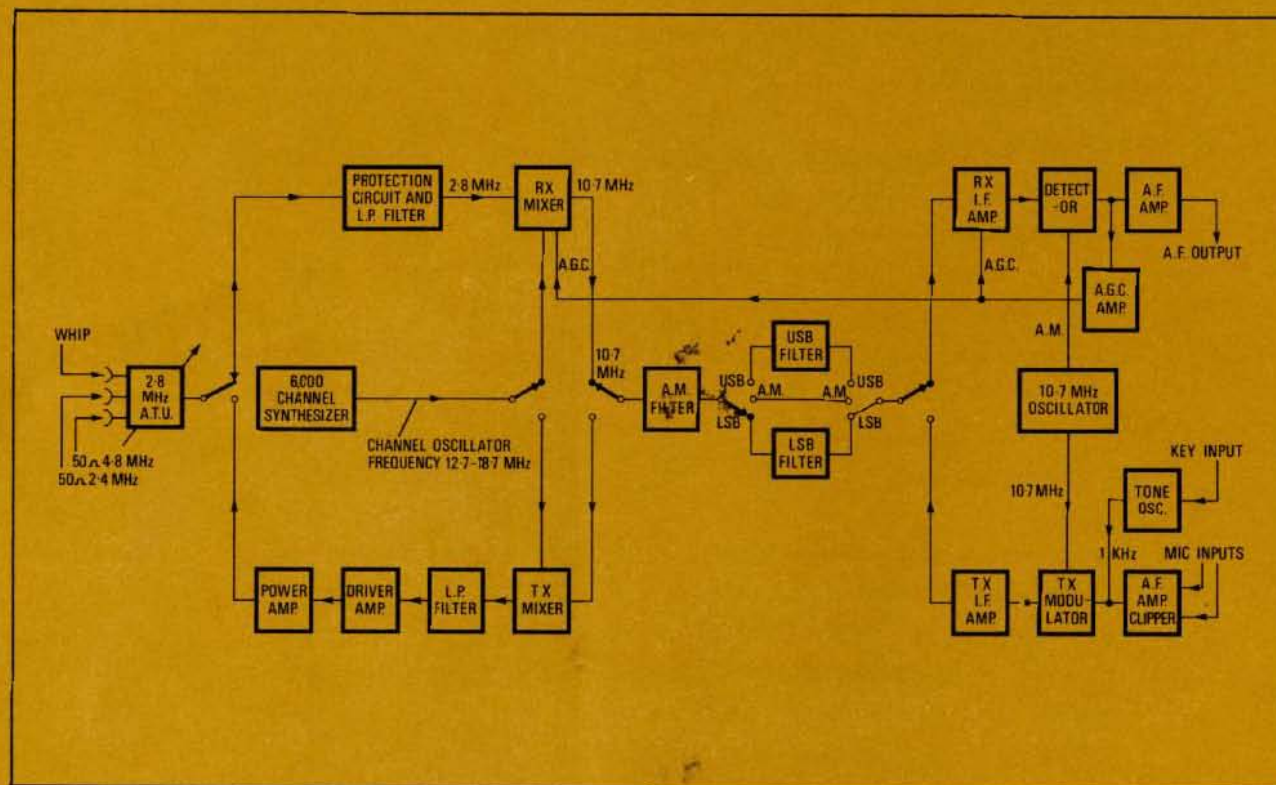 PROTECTION
CIRCUIT AND
L.P. FILTER
2·8 MHz
RX
MIXER
10·7 MHz
RX
I.F.
AMP.
DETECT
-OR
A.F.
AMP.
A.F. OUTPUT
A.G.C.
A.G.C.
A.G.C.
AMP.
A.M.
WHIP
2·8
MHz
A.T.U.
50Ω 4·8 MHz
50Ω 2·4 MHz
6,000
CHANNEL
SYNTHESIZER
CHANNEL OSCILLATOR
FREQUENCY 12·7–18·7 MHz
10·7
MHz
A.M.
FILTER
USB
FILTER
USB
USB
A.M.
A.M
LSB
LSB
LSB
FILTER
10·7 MHz
OSCILLATOR
10·7 MHz
KEY INPUT
TONE
OSC.
1 KHz
MIC INPUTS
POWER
AMP.
DRIVER
AMP.
L.P.
FILTER
TX
MIXER
TX
I.F.
AMP.
TX
MODU-
LATOR
A.F.
AMP.
CLIPPER